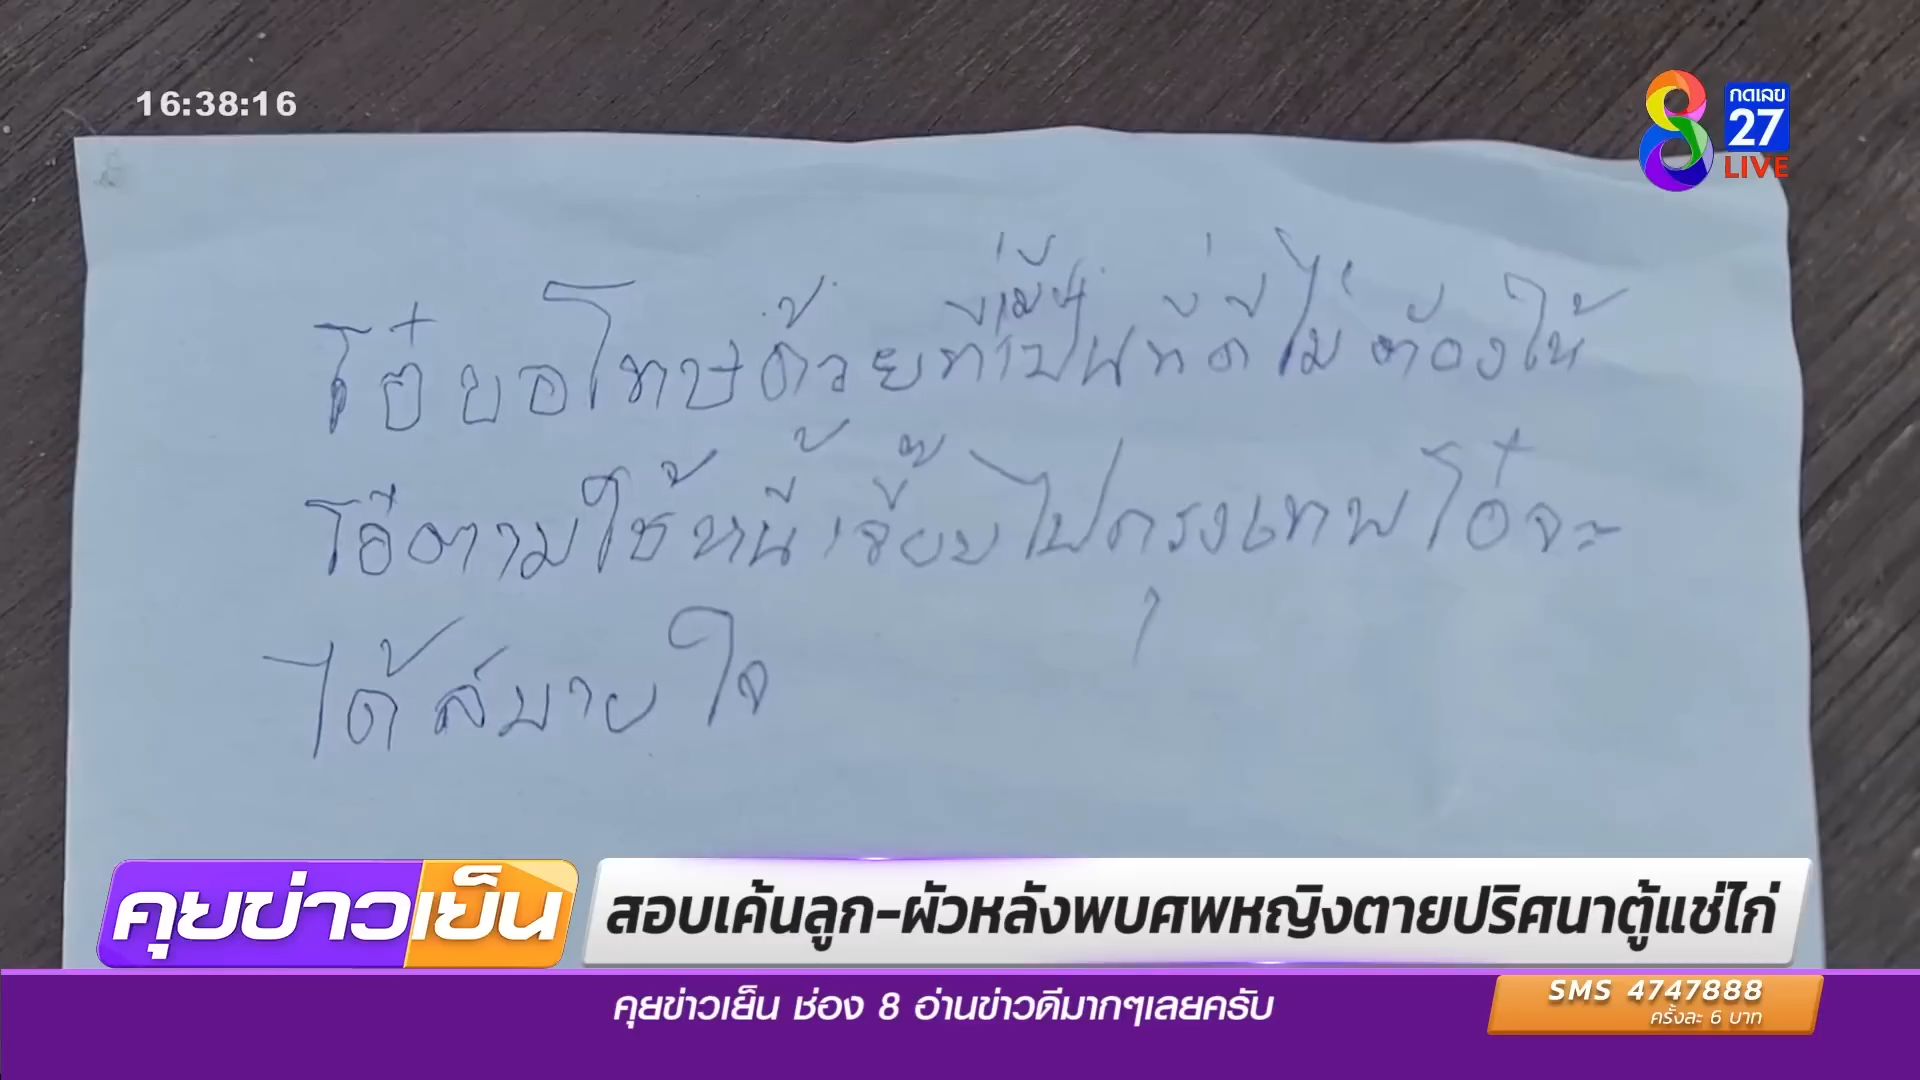 16:38:16
กดเลข
27
LIVE
โอ๋ขอโทษด้วยที่เป็นที่ดีไม่ต้องให้
โอ๋ตามใช้หนี้เจี๊ยบไปกรุงเทพโอ๋จะ
ได้สบายใจ
คุยข่าวเย็น
สอบเค้นลูก-ผัวหลังพบศพหญิงตายปริศนาตู้แช่ไก่
คุยข่าวเย็น ช่อง 8 อ่านข่าวดีมากๆเลยครับ
SMS 4747888
ครั้งละ 6 บาท